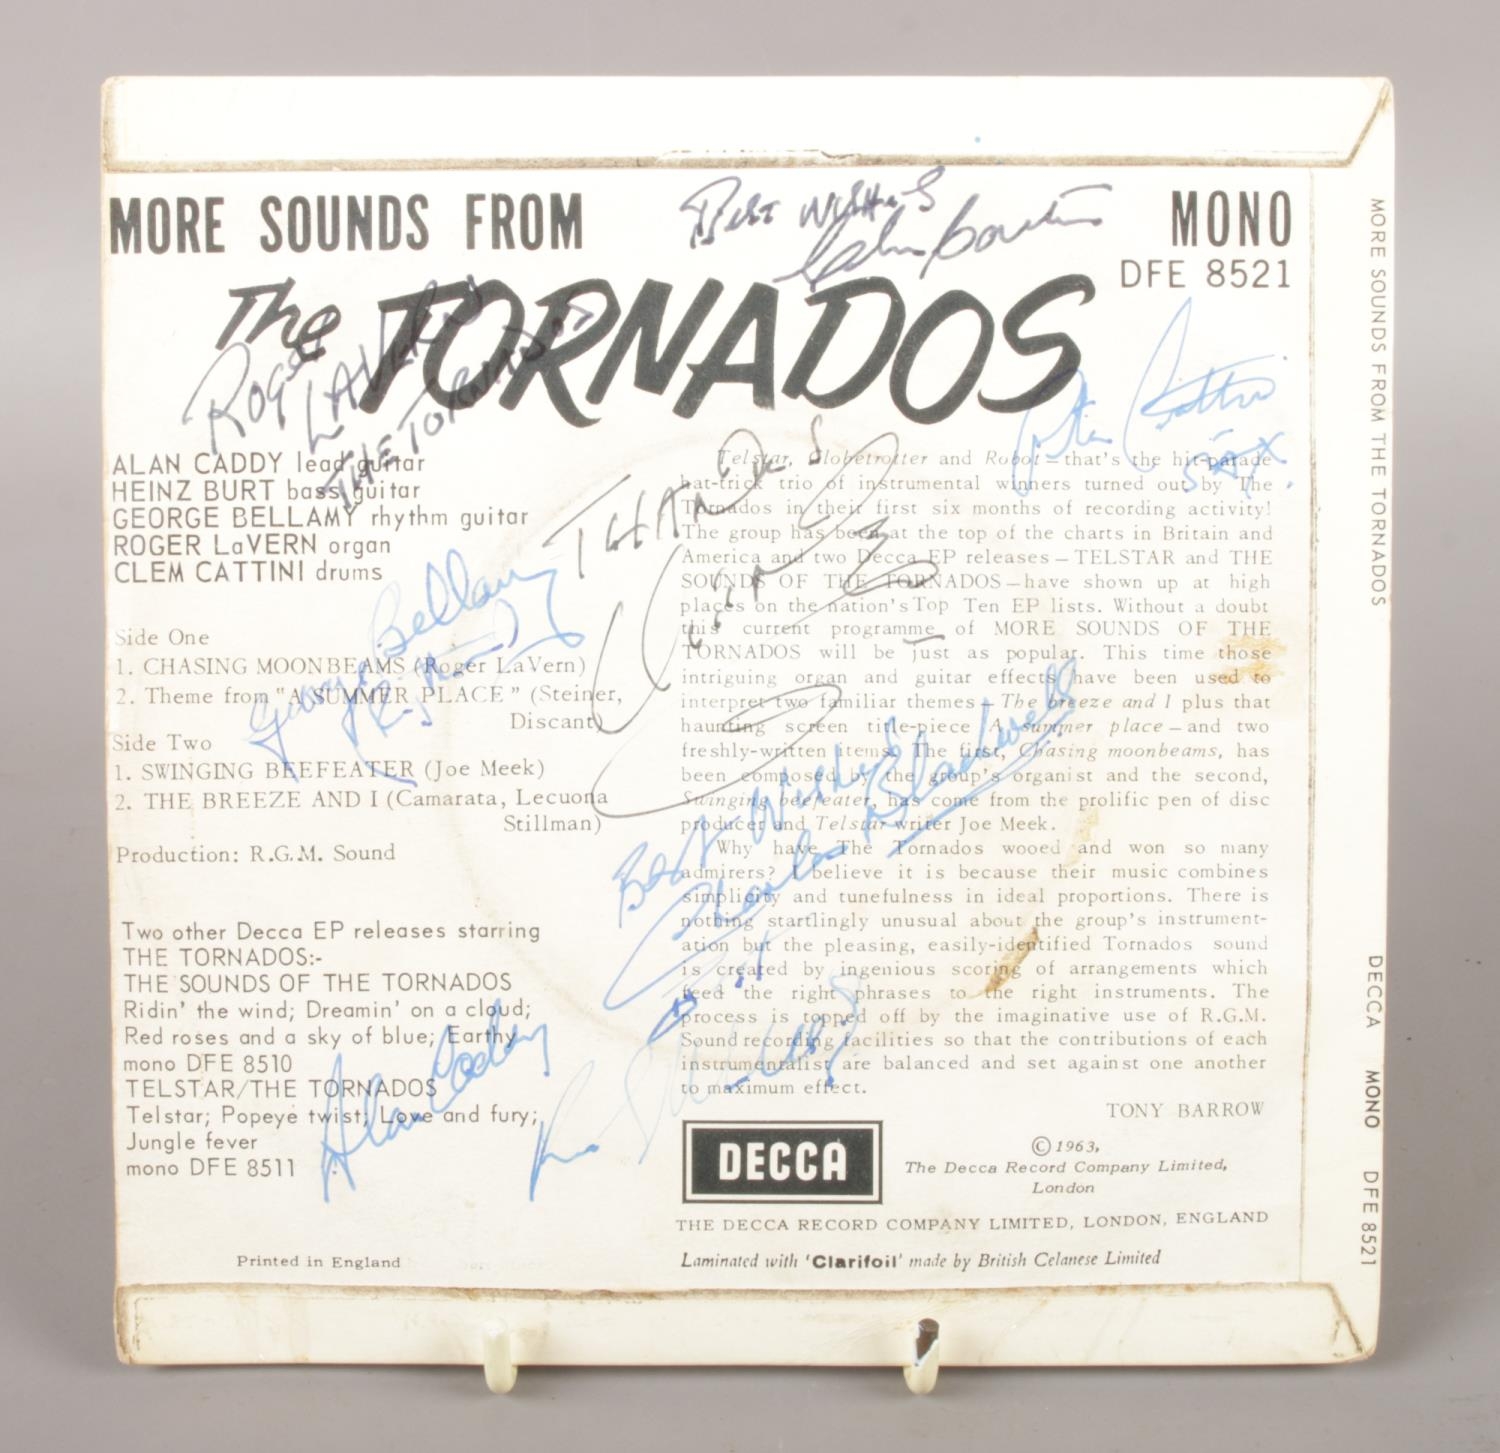 MORE SOUNDS FROM
The TORNADOS
MONO
DFE 8521
BEST WISHES
ROGER
LAVERN
THE TORNADOS
ALAN CADDY lead guitar
HEINZ BURT bass guitar
GEORGE BELLAMY rhythm guitar
ROGER LaVERN organ
CLEM CATTINI drums
Side One
1. CHASING MOONBEAMS (Roger LaVern)
2. Theme from "A SUMMER PLACE" (Steiner,
Discant)
Side Two
1. SWINGING BEEFEATER (Joe Meek)
2. THE BREEZE AND I (Camarata, Lecuona
Stillman)
Production: R.G.M. Sound
Two other Decca EP releases starring
THE TORNADOS:-
THE SOUNDS OF THE TORNADOS
Ridin' the wind; Dreamin' on a cloud;
Red roses and a sky of blue; Earthy
mono DFE 8510
TELSTAR/THE TORNADOS
Telstar; Popeye twist; Love and fury;
Jungle fever
mono DFE 8511
Printed in England
George Bellamy
THANKS
Best Wishes
Charles Blackwell
Alan Caddy
Telstar, Globetrotter and Robot—that's the hit-parade
hat-trick trio of instrumental winners turned out by The
Tornados in their first six months of recording activity!
The group has been at the top of the charts in Britain and
America and two Decca EP releases—TELSTAR and THE
SOUNDS OF THE TORNADOS—have shown up at high
places on the nation's Top Ten EP lists. Without a doubt
this current programme of MORE SOUNDS OF THE
TORNADOS will be just as popular. This time those
intriguing organ and guitar effects have been used to
interpret two familiar themes—The breeze and I plus that
haunting screen title-piece A summer place—and two
freshly-written items. The first, Chasing moonbeams, has
been composed by the group's organist and the second,
Swinging beefeater, has come from the prolific pen of disc
producer and Telstar writer Joe Meek.
Why have The Tornados wooed and won so many
admirers? I believe it is because their music combines
simplicity and tunefulness in ideal proportions. There is
nothing startlingly unusual about the group's instrument-
ation but the pleasing, easily-identified Tornados sound
is created by ingenious scoring of arrangements which
feed the right phrases to the right instruments. The
process is topped off by the imaginative use of R.G.M.
Sound recording facilities so that the contributions of each
instrumentalist are balanced and set against one another
to maximum effect.
TONY BARROW
DECCA
© 1963,
The Decca Record Company Limited,
London
THE DECCA RECORD COMPANY LIMITED, LONDON, ENGLAND
Laminated with 'Clarifoil' made by British Celanese Limited
MORE SOUNDS FROM THE TORNADOS
DECCA MONO DFE 8521